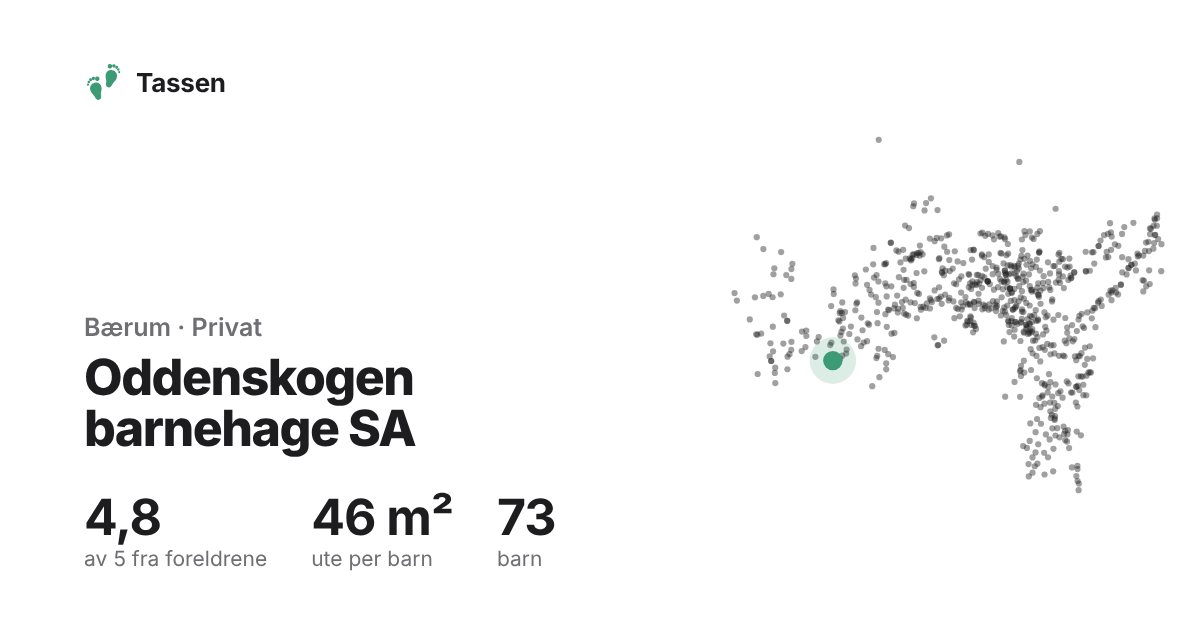 Tassen
Bærum · Privat
Oddenskogen
barnehage SA
4,8
av 5 fra foreldrene
46 m²
ute per barn
73
barn